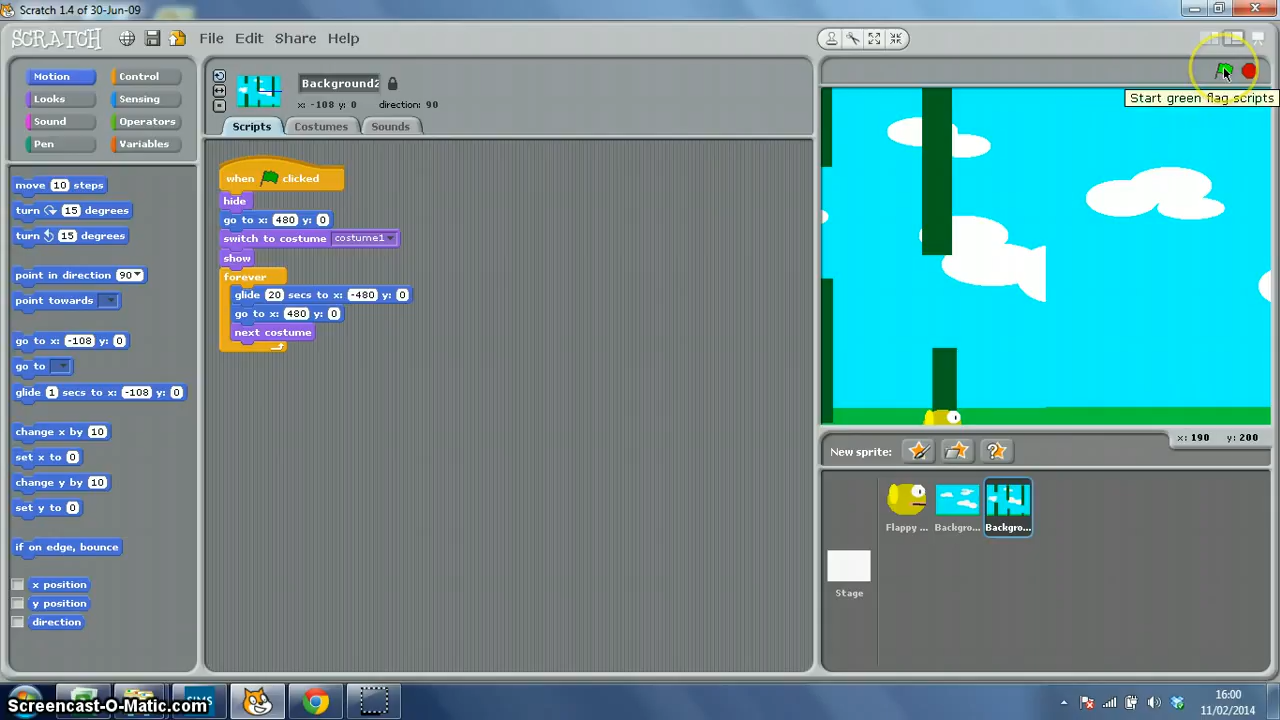 Scratch 1.4 of 30-Jun-09
SCRATCH
File Edit Share Help
Motion
Control
Looks
Sensing
Sound
Operators
Pen
Variables
move 10 steps
turn 15 degrees
turn 15 degrees
point in direction 90
point towards
go to x: -108 y: 0
go to
glide 1 secs to x: -108 y: 0
change x by 10
set x to 0
change y by 10
set y to 0
if on edge, bounce
x position
y position
direction
Background2
x: -108 y: 0 direction: 90
Scripts Costumes Sounds
when clicked
hide
go to x: 480 y: 0
switch to costume costume1
show
forever
glide 20 secs to x: -480 y: 0
go to x: 480 y: 0
next costume
Start green flag scripts
x: 190 y: 200
New sprite:
Flappy ...
Backgro...
Backgro...
Stage
SIMS
16:00
11/02/2014
Screencast-O-Matic.com